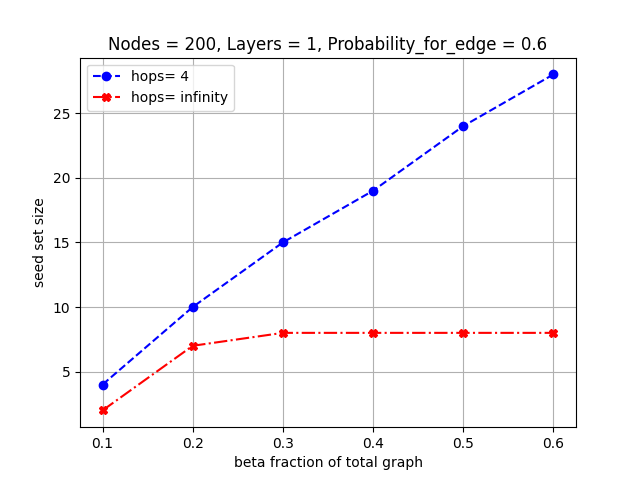 Nodes = 200, Layers = 1, Probability_for_edge = 0.6
hops= 4
hops= infinity
25
20
15
10
5
seed set size
0.1 0.2 0.3 0.4 0.5 0.6
beta fraction of total graph